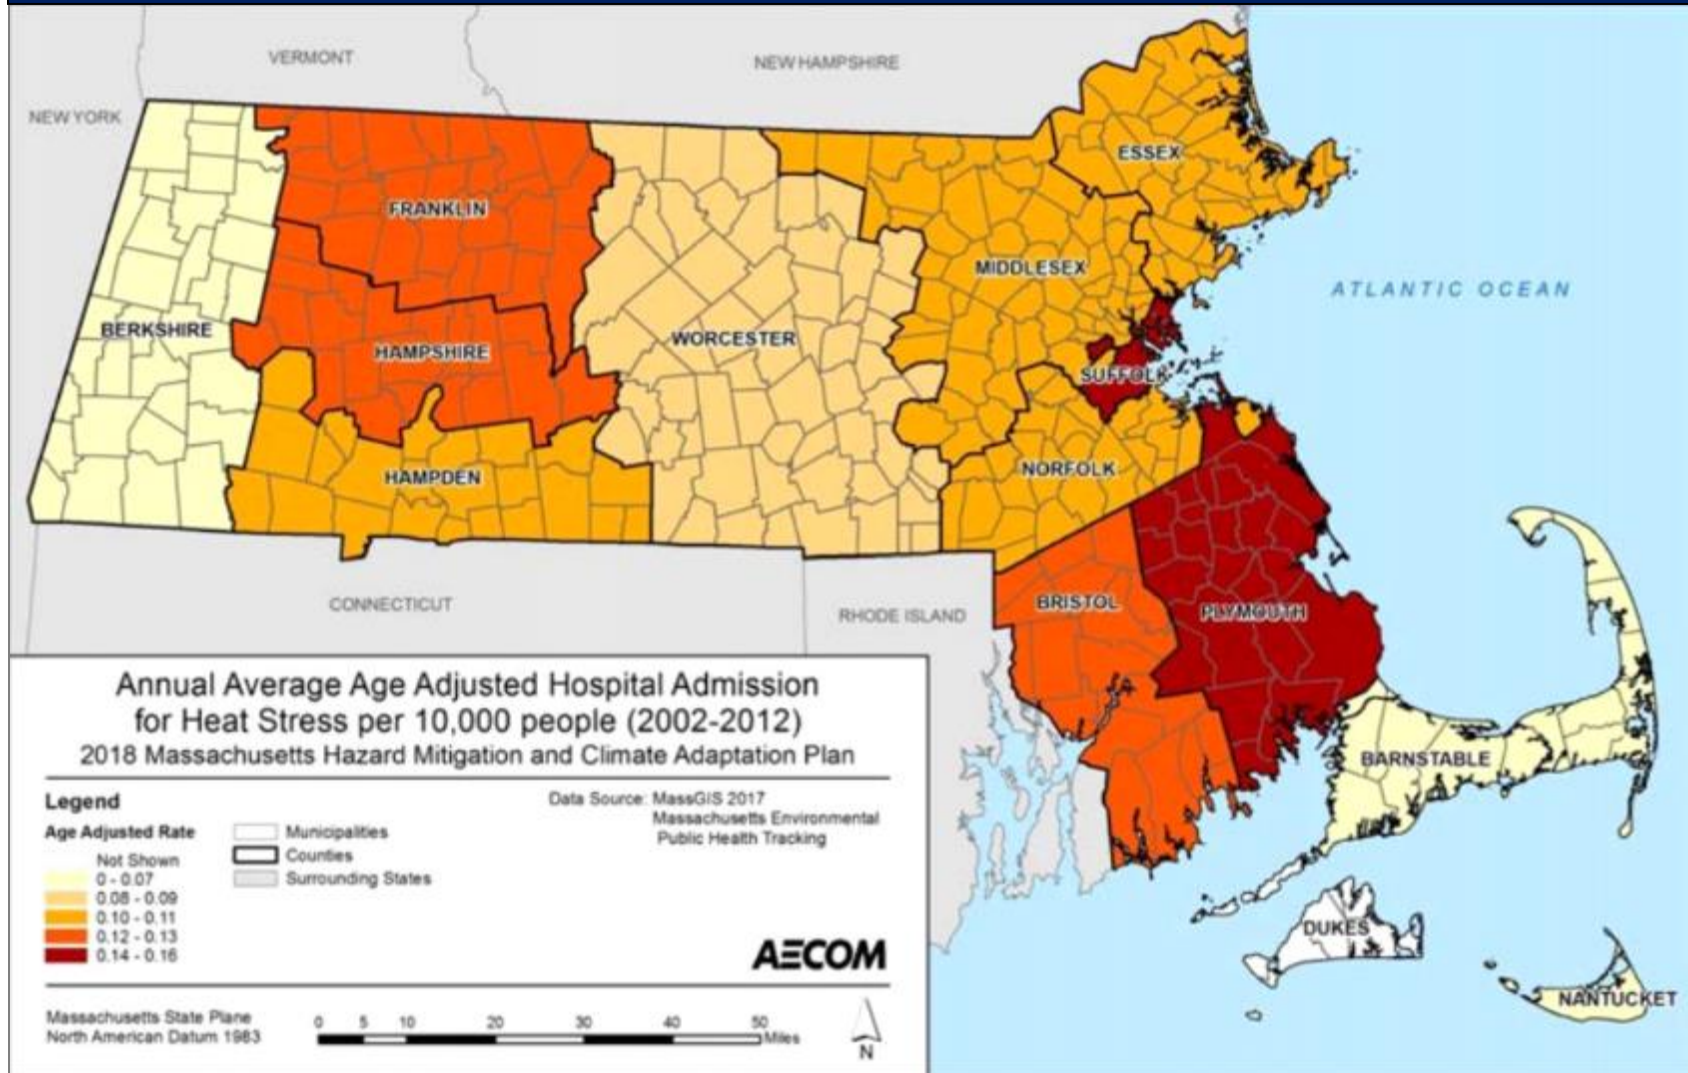 VERMONT
NEW HAMPSHIRE
NEW YORK
ESSEX
FRANKLIN
MIDDLESEX
ATLANTIC OCEAN
BERKSHIRE
WORCESTER
HAMPSHIRE
SUFFOLK
NORFOLK
HAMPDEN
CONNECTICUT
RHODE ISLAND
BRISTOL
PLYMOUTH
BARNSTABLE
DUKES
NANTUCKET
Annual Average Age Adjusted Hospital Admission
for Heat Stress per 10,000 people (2002-2012)
2018 Massachusetts Hazard Mitigation and Climate Adaptation Plan
Legend
Age Adjusted Rate
Not Shown
0 - 0.07
0.08 - 0.09
0.10 - 0.11
0.12 - 0.13
0.14 - 0.16
Municipalities
Counties
Surrounding States
Data Source: MassGIS 2017
Massachusetts Environmental
Public Health Tracking
AECOM
Massachusetts State Plane
North American Datum 1983
0 5 10 20 30 40 50 Miles
N